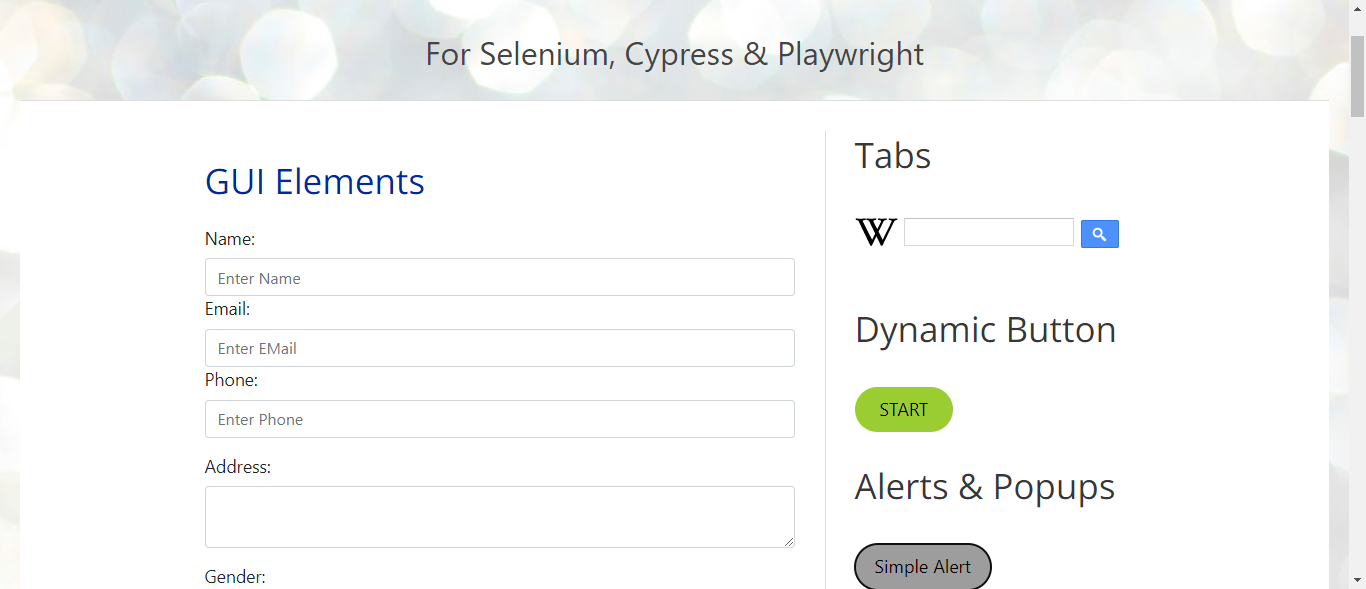 For Selenium, Cypress & Playwright
GUI Elements
Name:
Enter Name
Email:
Enter EMail
Phone:
Enter Phone
Address:
Gender:
Tabs
W
Dynamic Button
START
Alerts & Popups
Simple Alert